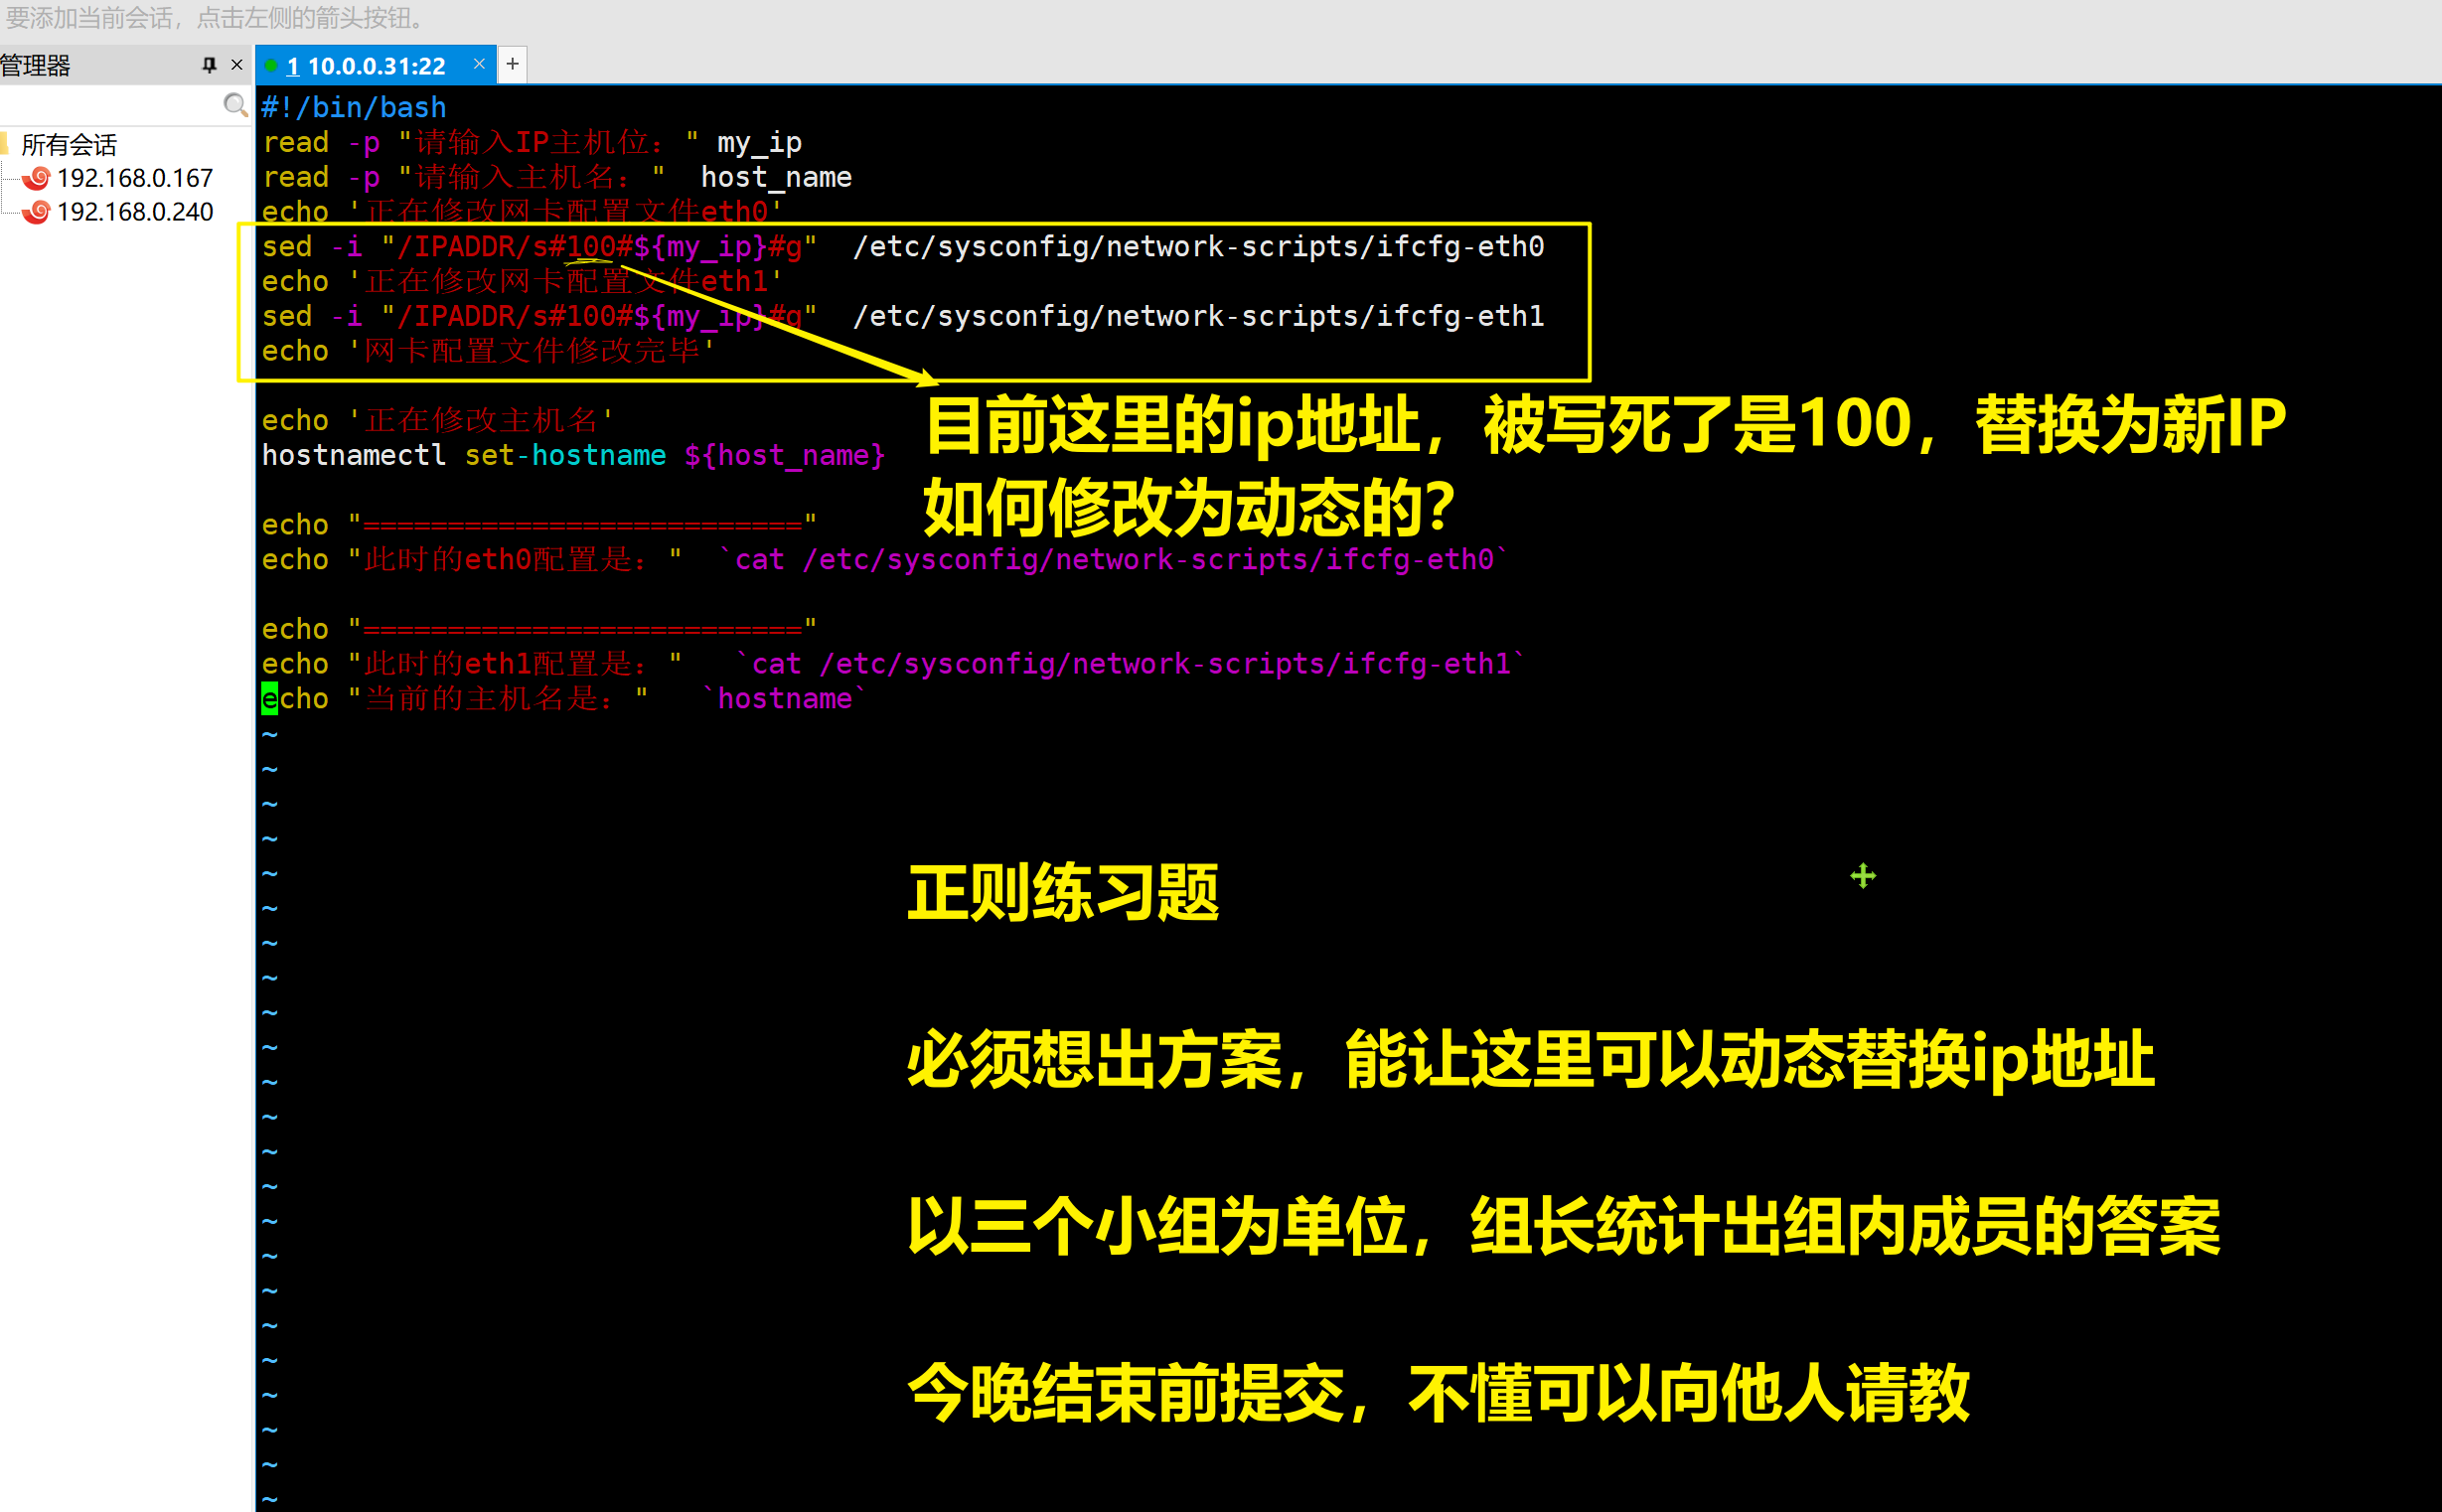 要添加当前会话，点击左侧的箭头按钮。
管理器
1 10.0.0.31:22
所有会话
192.168.0.167
192.168.0.240
#!/bin/bash
read -p "请输入IP主机位：" my_ip
read -p "请输入主机名：" host_name
echo '正在修改网卡配置文件eth0'
sed -i "/IPADDR/s#100#${my_ip}#g" /etc/sysconfig/network-scripts/ifcfg-eth0
echo '正在修改网卡配置文件eth1'
sed -i "/IPADDR/s#100#${my_ip}#g" /etc/sysconfig/network-scripts/ifcfg-eth1
echo '网卡配置文件修改完毕'
echo '正在修改主机名'
hostnamectl set-hostname ${host_name}
echo "=========================="
echo "此时的eth0配置是：" `cat /etc/sysconfig/network-scripts/ifcfg-eth0`
echo "=========================="
echo "此时的eth1配置是：" `cat /etc/sysconfig/network-scripts/ifcfg-eth1`
echo "当前的主机名是：" `hostname`
目前这里的ip地址，被写死了是100，替换为新IP
如何修改为动态的？
正则练习题
必须想出方案，能让这里可以动态替换ip地址
以三个小组为单位，组长统计出组内成员的答案
今晚结束前提交，不懂可以向他人请教